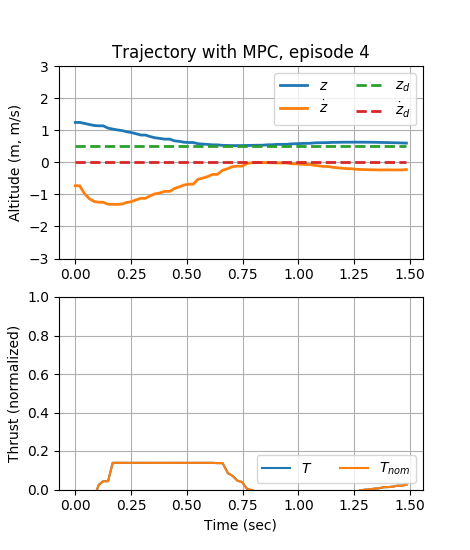 Trajectory with MPC, episode 4
3
2
1
0
−1
−2
−3
Altitude (m, m/s)
z
ż
z_d
ż_d
0.00 0.25 0.50 0.75 1.00 1.25 1.50
1.0
0.8
0.6
0.4
0.2
0.0
Thrust (normalized)
T
T_nom
0.00 0.25 0.50 0.75 1.00 1.25 1.50
Time (sec)